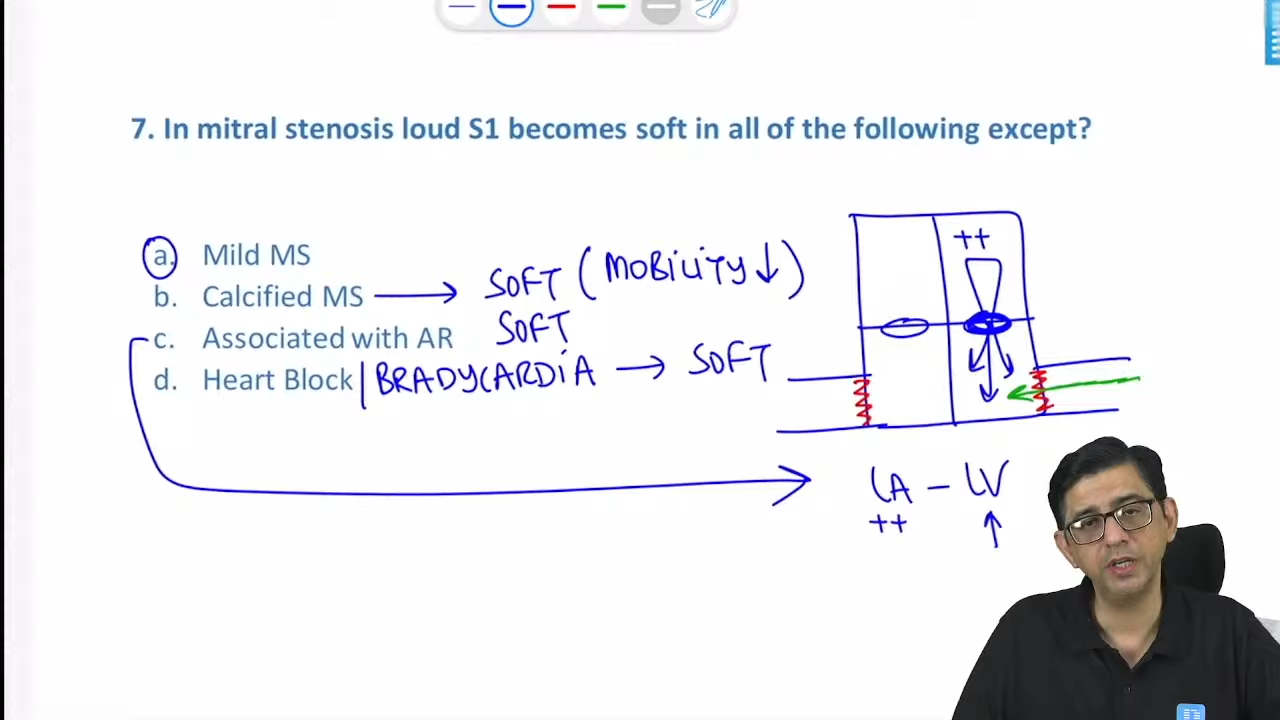 7. In mitral stenosis loud S1 becomes soft in all of the following except?
a. Mild MS
b. Calcified MS → SOFT (MOBILITY ↓)
c. Associated with AR SOFT
d. Heart Block | BRADYCARDIA → SOFT
++
LA - LV
++ ↑